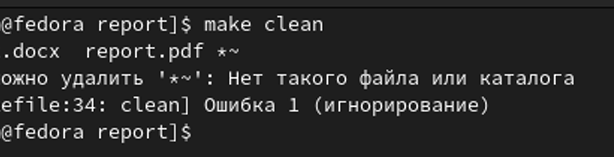 @fedora report]$ make clean
.docx  report.pdf *~
ожно удалить '*~': Нет такого файла или каталога
efile:34: clean] Ошибка 1 (игнорирование)
@fedora report]$